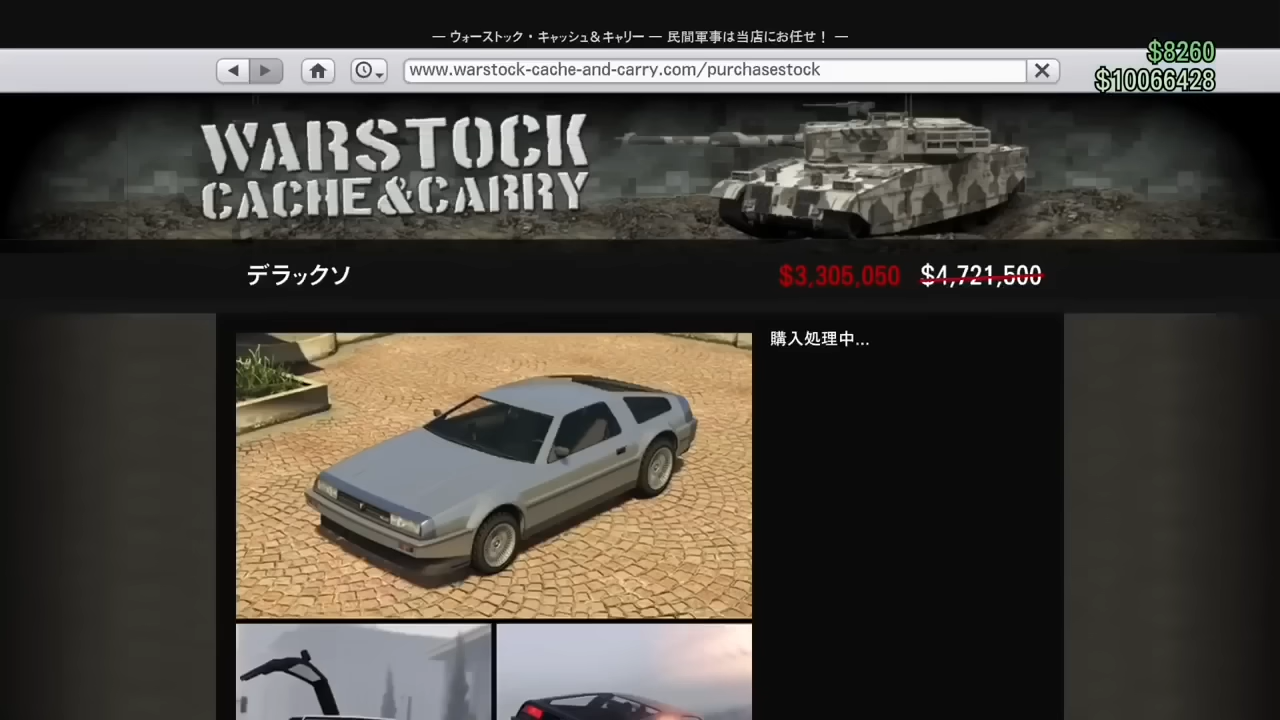 ― ウォーストック・キャッシュ＆キャリー ― 民間軍事は当店にお任せ！ ―
$8260
www.warstock-cache-and-carry.com/purchasestock
$10066428
WARSTOCK
CACHE&CARRY
デラックソ $3,305,050 $4,721,500
購入処理中...